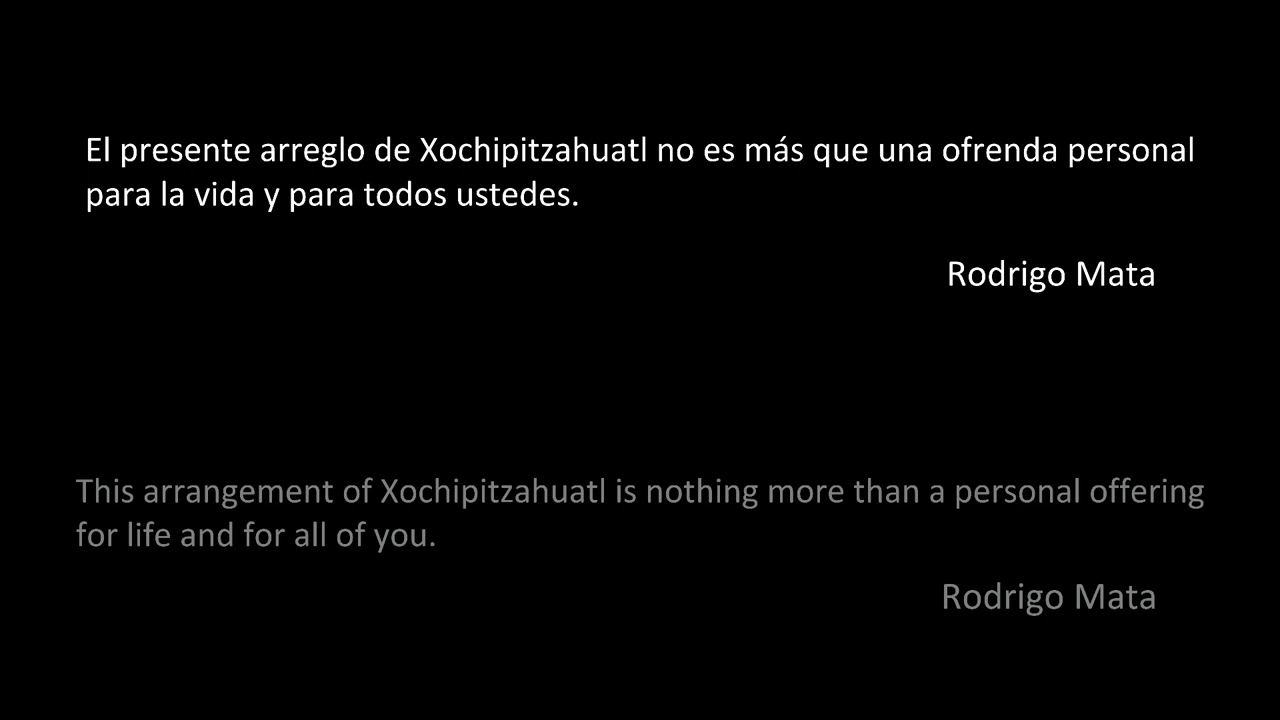 El presente arreglo de Xochipitzahuatl no es más que una ofrenda personal
para la vida y para todos ustedes.
Rodrigo Mata
This arrangement of Xochipitzahuatl is nothing more than a personal offering
for life and for all of you.
Rodrigo Mata